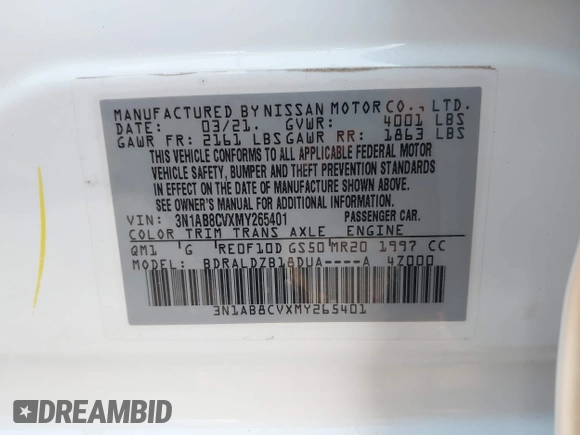 MANUFACTURED BY NISSAN MOTOR CO., LTD.
DATE: 03/21. GVWR: 4001 LBS
GAWR FR: 2161 LBS GAWR RR: 1863 LBS
THIS VEHICLE CONFORMS TO ALL APPLICABLE FEDERAL MOTOR
VEHICLE SAFETY, BUMPER AND THEFT PREVENTION STANDARDS
IN EFFECT ON THE DATE OF MANUFACTURE SHOWN ABOVE.
SEE OWNER'S MANUAL FOR ADDITIONAL INFORMATION.
VIN: 3N1AB8CVXMY265401 PASSENGER CAR.
COLOR TRIM TRANS AXLE ENGINE
QM1 G RE0F10D GS50 MR20 1997 CC
MODEL: BDRALDZB18DUA----A 4Z000
3N1AB8CVXMY265401
DREAMBID